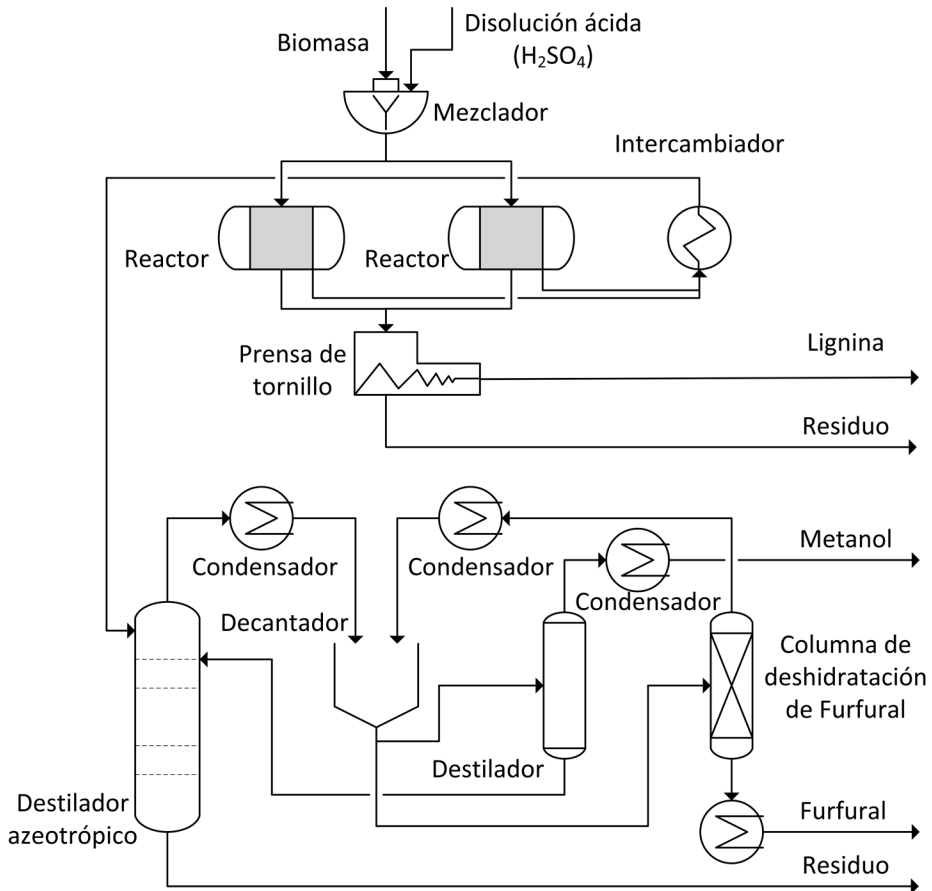 Biomasa
Disolución ácida
(H₂SO₄)
Mezclador
Intercambiador
Reactor
Reactor
Prensa de
tornillo
Lignina
Residuo
Condensador
Condensador
Metanol
Condensador
Decantador
Columna de
deshidratación
de Furfural
Destilador
Destilador
azeotrópico
Furfural
Residuo